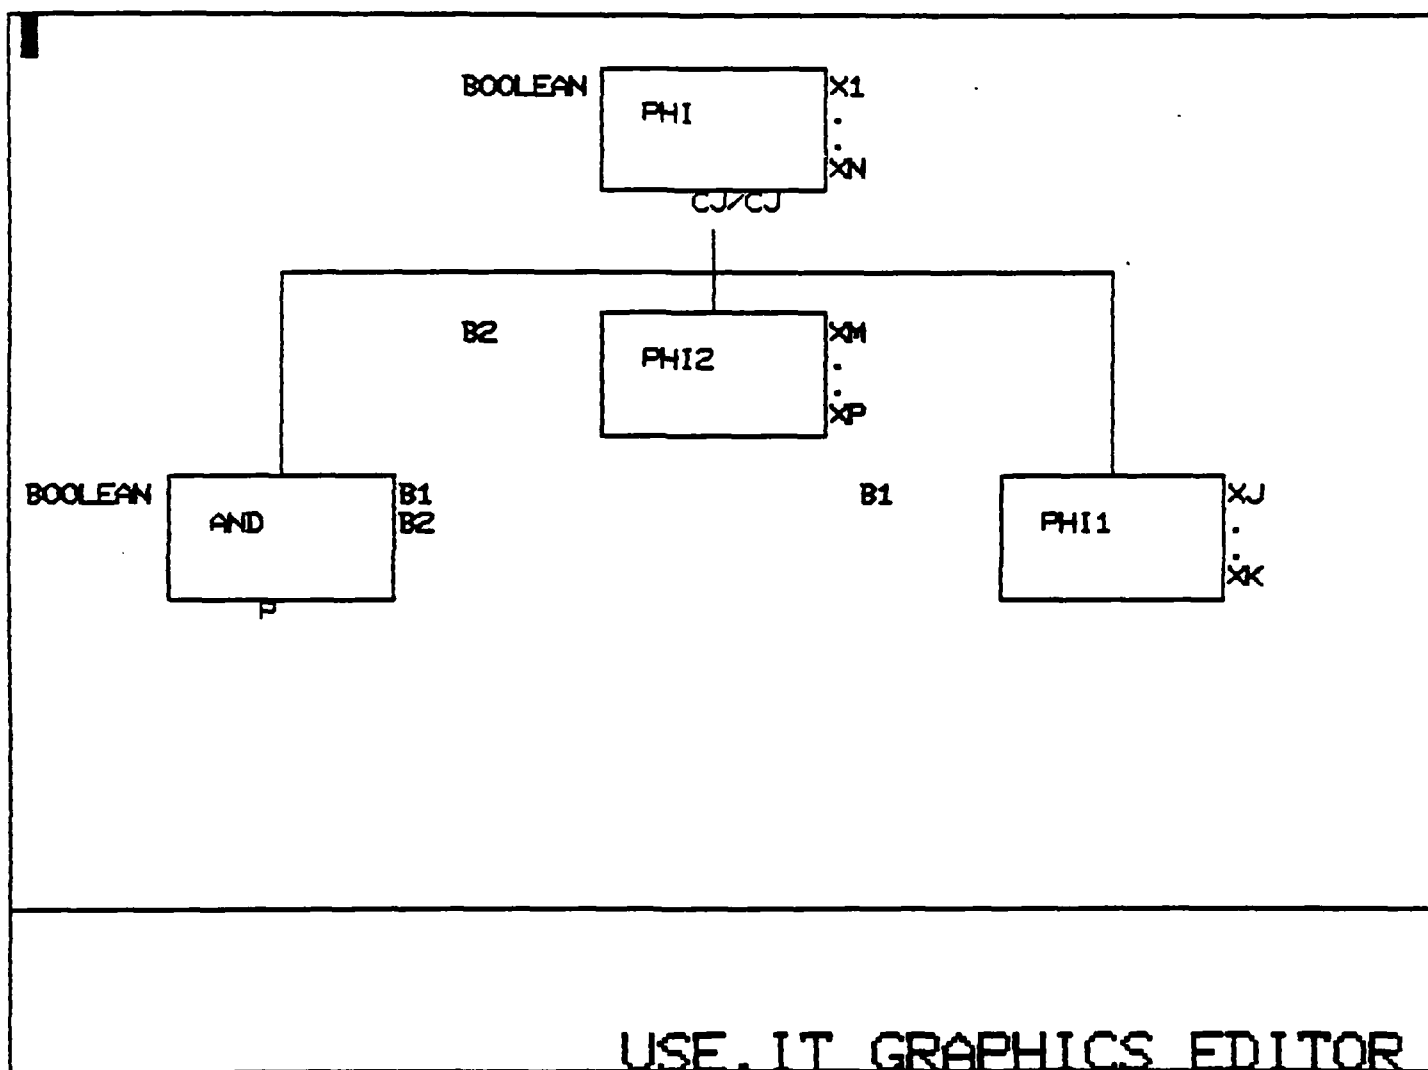 BOOLEAN PHI X1
.
.
XN
CJ/CJ
B2 PHI2 XM
.
.
XP
BOOLEAN AND B1
B2
P
B1 PHI1 XJ
.
.
XK
USE.IT GRAPHICS EDITOR